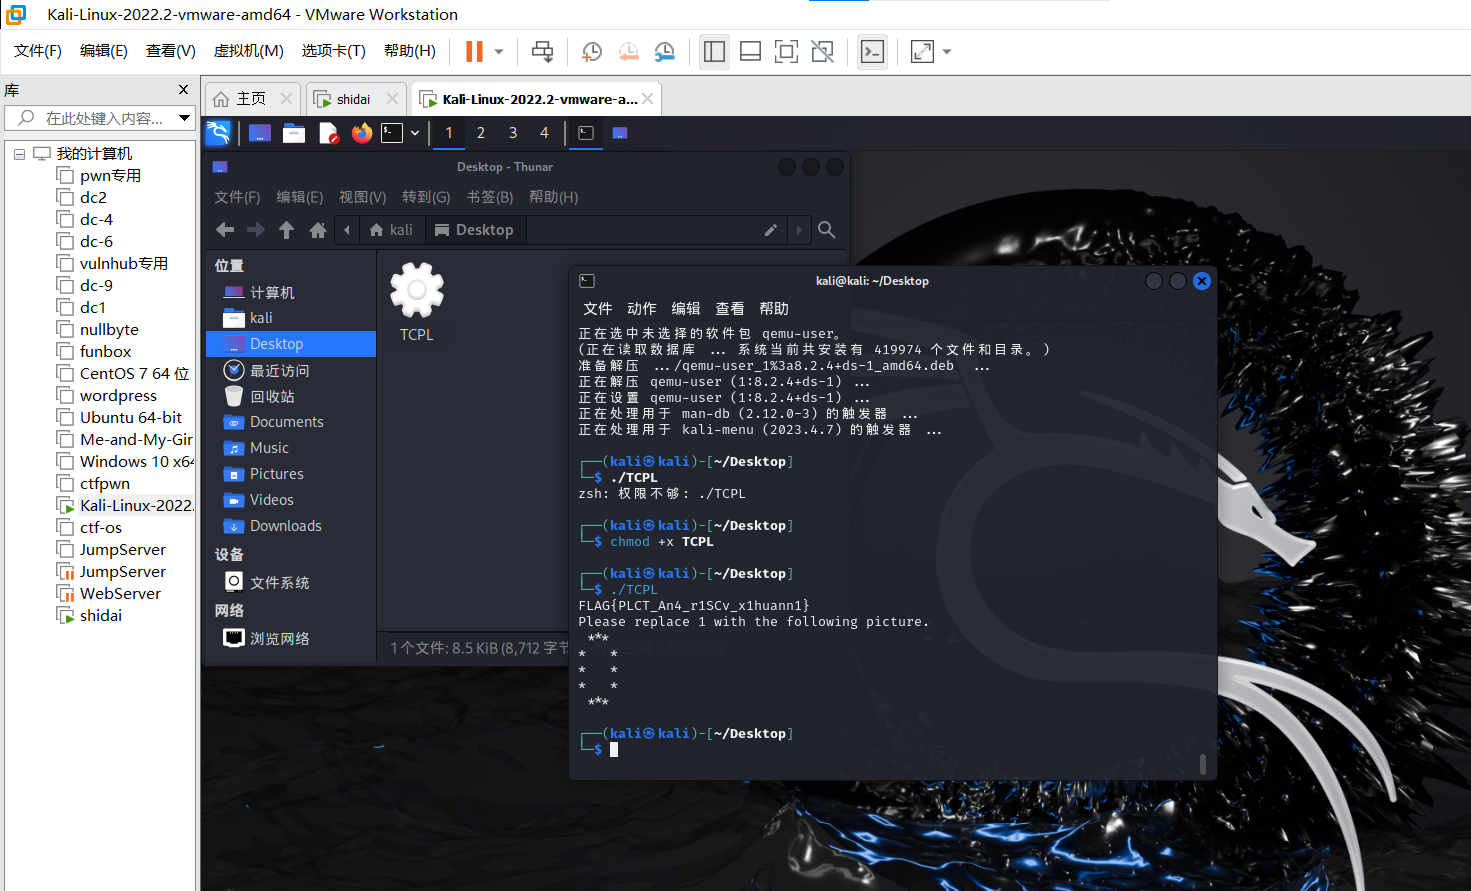 Kali-Linux-2022.2-vmware-amd64 - VMware Workstation
文件(F) 编辑(E) 查看(V) 虚拟机(M) 选项卡(T) 帮助(H)
库
在此处键入内容...
我的计算机
pwn专用
dc2
dc-4
dc-6
vulnhub专用
dc-9
dc1
nullbyte
funbox
CentOS 7 64 位
wordpress
Ubuntu 64-bit
Me-and-My-Gir
Windows 10 x64
ctfpwn
Kali-Linux-2022.
ctf-os
JumpServer
JumpServer
WebServer
shidai
主页 shidai Kali-Linux-2022.2-vmware-a...
1 2 3 4
Desktop - Thunar
文件(F) 编辑(E) 视图(V) 转到(G) 书签(B) 帮助(H)
kali Desktop
位置
计算机
kali
Desktop
最近访问
回收站
Documents
Music
Pictures
Videos
Downloads
设备
文件系统
网络
浏览网络
TCPL
1 个文件: 8.5 KiB (8,712 字节
kali@kali: ~/Desktop
文件 动作 编辑 查看 帮助
正在选中未选择的软件包 qemu-user。
(正在读取数据库 ... 系统当前共安装有 419974 个文件和目录。)
准备解压 .../qemu-user_1%3a8.2.4+ds-1_amd64.deb ...
正在解压 qemu-user (1:8.2.4+ds-1) ...
正在设置 qemu-user (1:8.2.4+ds-1) ...
正在处理用于 man-db (2.12.0-3) 的触发器 ...
正在处理用于 kali-menu (2023.4.7) 的触发器 ...
┌──(kali㉿kali)-[~/Desktop]
└─$ ./TCPL
zsh: 权限不够: ./TCPL
┌──(kali㉿kali)-[~/Desktop]
└─$ chmod +x TCPL
┌──(kali㉿kali)-[~/Desktop]
└─$ ./TCPL
FLAG{PLCT_An4_r1SCv_x1huann1}
Please replace 1 with the following picture.
 ***
*   *
*   *
*   *
 ***
┌──(kali㉿kali)-[~/Desktop]
└─$